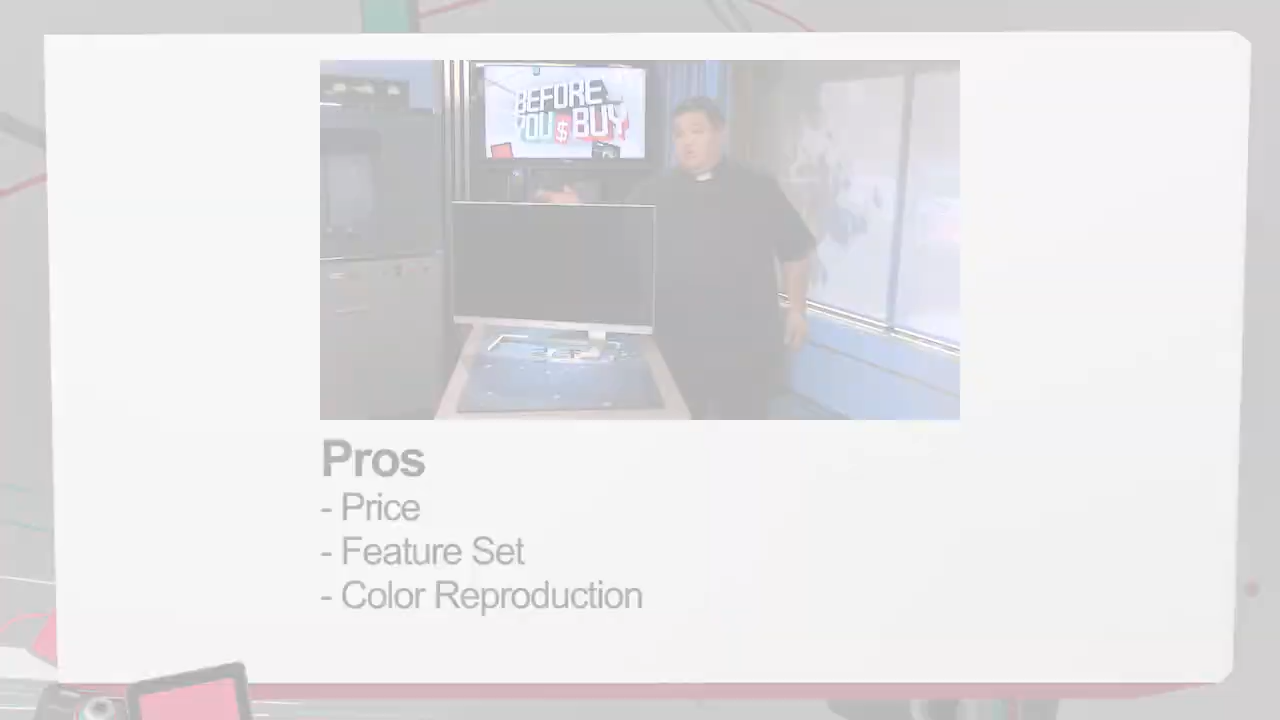 BEFORE
YOU $ BUY
Pros
- Price
- Feature Set
- Color Reproduction